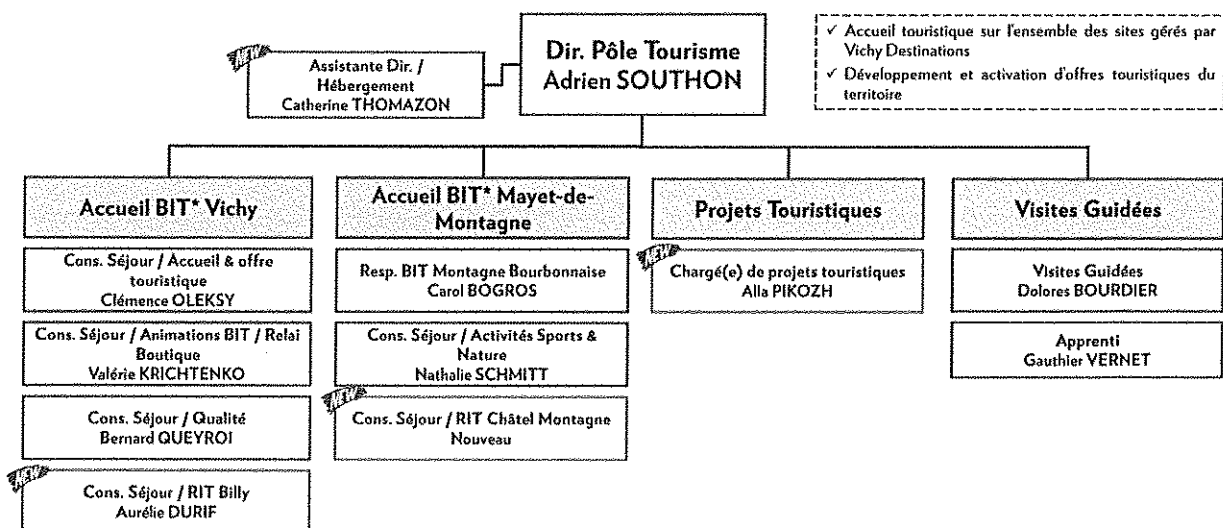 NEW
Assistante Dir. /
Hébergement
Catherine THOMAZON
Dir. Pôle Tourisme
Adrien SOUTHON
✓ Accueil touristique sur l'ensemble des sites gérés par
Vichy Destinations
✓ Développement et activation d'offres touristiques du
territoire
Accueil BIT* Vichy
Cons. Séjour / Accueil & offre
touristique
Clémence OLEKSY
Cons. Séjour / Animations BIT / Relai
Boutique
Valérie KRICHTENKO
Cons. Séjour / Qualité
Bernard QUEYROI
NEW
Cons. Séjour / RIT Billy
Aurélie DURIF
Accueil BIT* Mayet-de-
Montagne
Resp. BIT Montagne Bourbonnaise
Carol BOGROS
Cons. Séjour / Activités Sports &
Nature
Nathalie SCHMITT
NEW
Cons. Séjour / RIT Châtel Montagne
Nouveau
Projets Touristiques
NEW
Chargé(e) de projets touristiques
Alla PIKOZH
Visites Guidées
Visites Guidées
Dolores BOURDIER
Apprenti
Gauthier VERNET